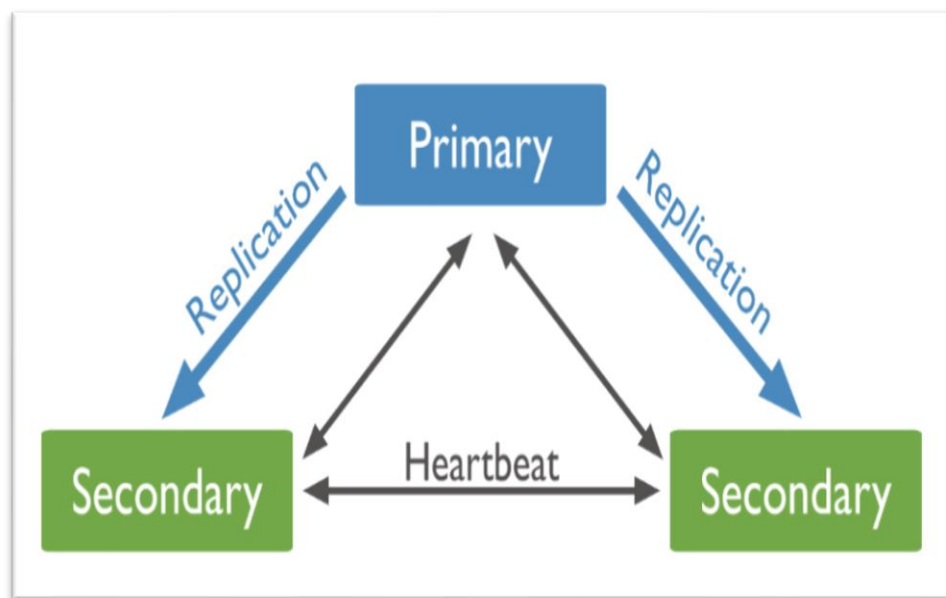 Primary
Replication
Replication
Heartbeat
Secondary
Secondary